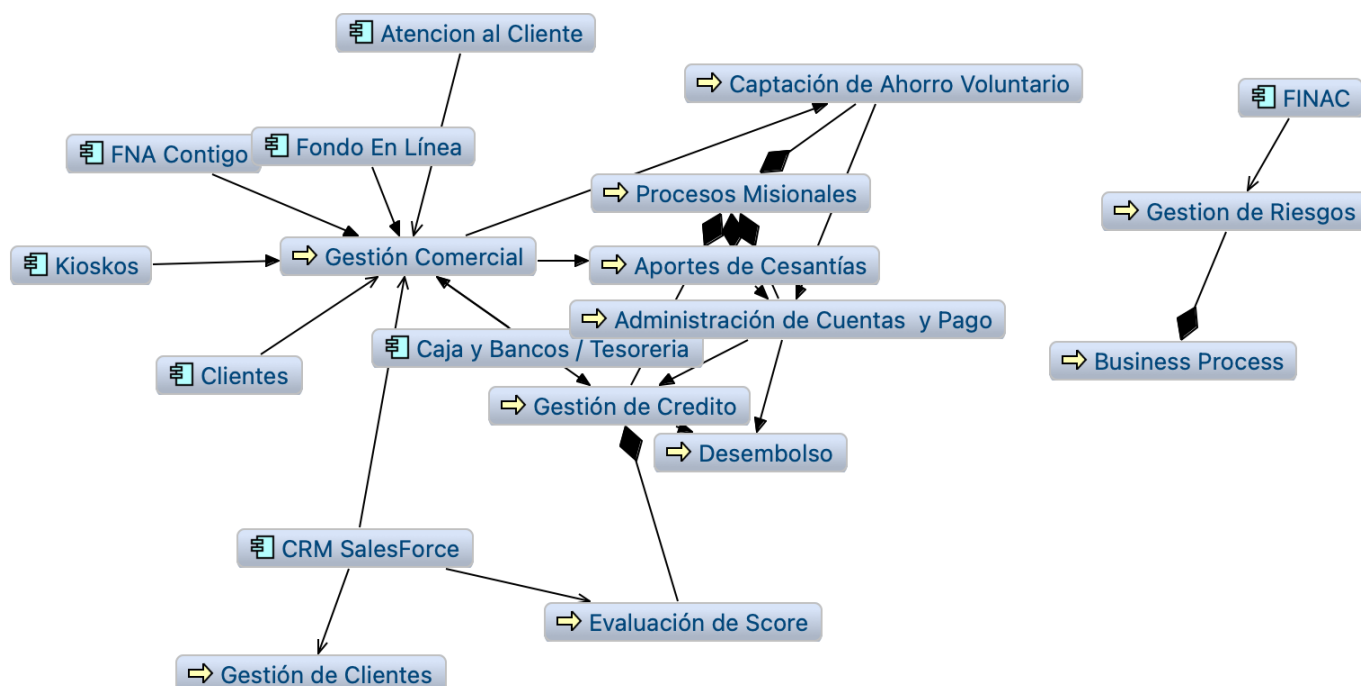 Atencion al Cliente
Captación de Ahorro Voluntario
FINAC
FNA Contigo
Fondo En Línea
Procesos Misionales
Gestion de Riesgos
Kioskos
Gestión Comercial
Aportes de Cesantías
Administración de Cuentas  y Pago
Clientes
Caja y Bancos / Tesoreria
Business Process
Gestión de Credito
Desembolso
CRM SalesForce
Evaluación de Score
Gestión de Clientes